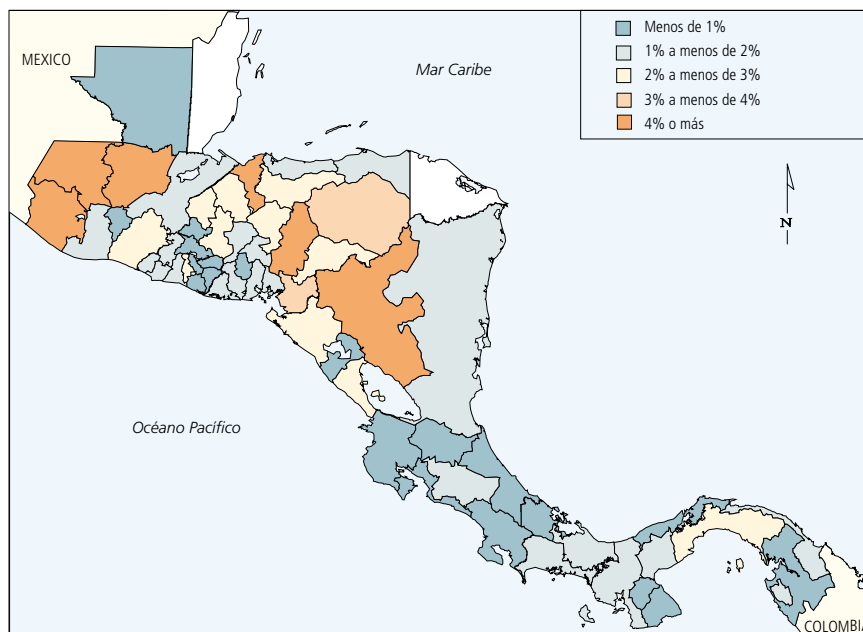 MEXICO
Mar Caribe
Menos de 1%
1% a menos de 2%
2% a menos de 3%
3% a menos de 4%
4% o más
N
Océano Pacífico
COLOMBIA